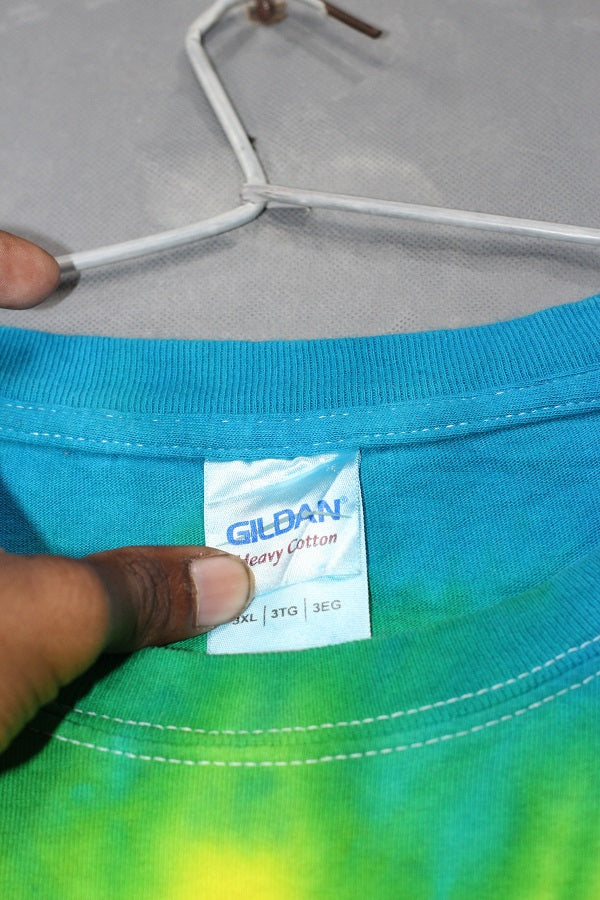 GILDAN®
Heavy Cotton
3XL | 3TG | 3EG